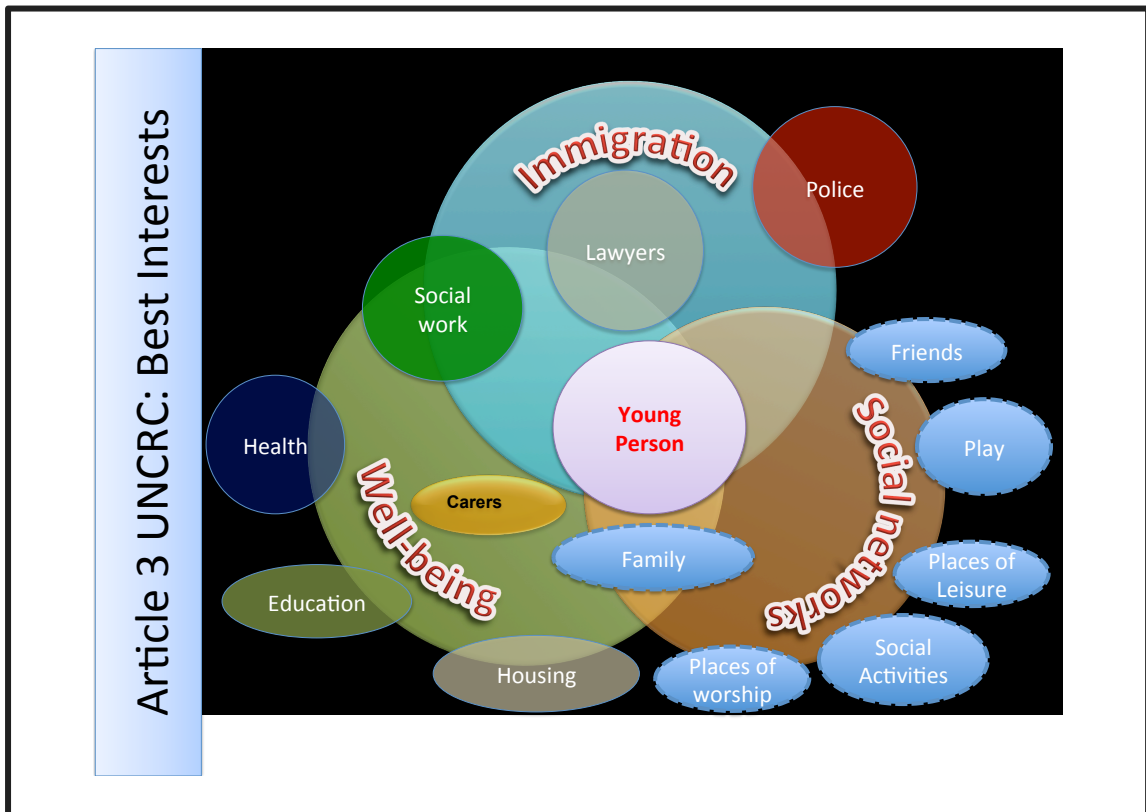 Article 3 UNCRC: Best Interests
Immigration
Police
Lawyers
Social
work
Friends
Young
Person
Social networks
Play
Health
Well-being
Carers
Family
Places of
Leisure
Education
Social
Activities
Housing
Places of
worship